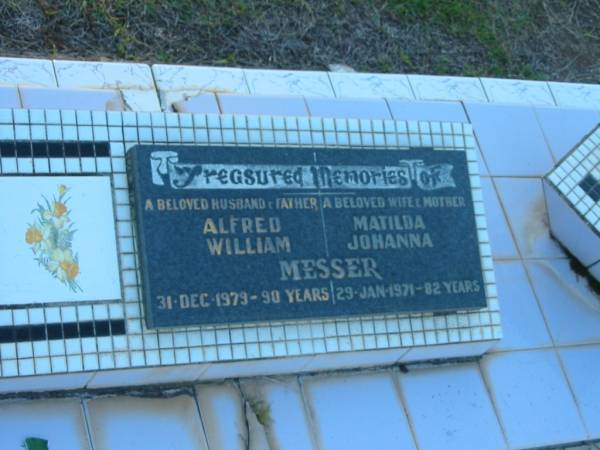 Treasured Memories Of
A BELOVED HUSBAND & FATHER A BELOVED WIFE & MOTHER
ALFRED MATILDA
WILLIAM JOHANNA
MESSER
31·DEC·1979-90 YEARS 29·JAN·1971-82 YEARS